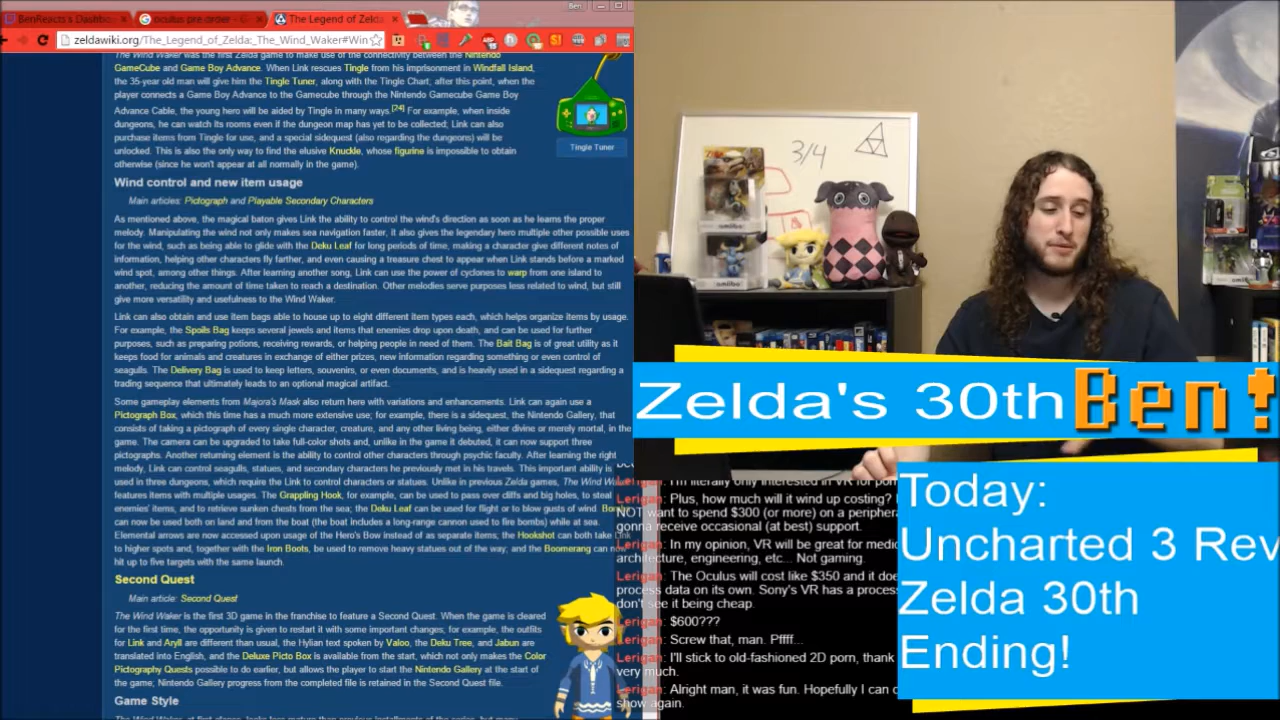 BenReacts's Dashbo
oculus pre order - G
The Legend of Zelda
Ben
zeldawiki.org/The_Legend_of_Zelda:_The_Wind_Waker#Win
The Wind Waker was the first Zelda game to make use of the connectivity between the Nintendo
GameCube and Game Boy Advance. When Link rescues Tingle from his imprisonment in Windfall Island,
the 35-year old man will give him the Tingle Tuner, along with the Tingle Chart; after this point, when the
player connects a Game Boy Advance to the Gamecube through the Nintendo Gamecube Game Boy
Advance Cable, the young hero will be aided by Tingle in many ways.[24] For example, when inside
dungeons, he can watch its rooms even if the dungeon map has yet to be collected; Link can also
purchase items from Tingle for use, and a special sidequest (also regarding the dungeons) will be
unlocked. This is also the only way to find the elusive Knuckle, whose figurine is impossible to obtain
otherwise (since he won't appear at all normally in the game).
Tingle Tuner
Wind control and new item usage
Main articles: Pictograph and Playable Secondary Characters
As mentioned above, the magical baton gives Link the ability to control the wind's direction as soon as he learns the proper
melody. Manipulating the wind not only makes sea navigation faster, it also gives the legendary hero multiple other possible uses
for the wind, such as being able to glide with the Deku Leaf for long periods of time, making a character give different notes of
information, helping other characters fly farther, and even causing a treasure chest to appear when Link stands before a marked
wind spot, among other things. After learning another song, Link can use the power of cyclones to warp from one island to
another, reducing the amount of time taken to reach a destination. Other melodies serve purposes less related to wind, but still
give more versatility and usefulness to the Wind Waker.
Link can also obtain and use item bags able to house up to eight different item types each, which helps organize items by usage.
For example, the Spoils Bag keeps several jewels and items that enemies drop upon death, and can be used for further
purposes, such as preparing potions, receiving rewards, or helping people in need of them. The Bait Bag is of great utility as it
keeps food for animals and creatures in exchange of either prizes, new information regarding something or even control of
seagulls. The Delivery Bag is used to keep letters, souvenirs, or even documents, and is heavily used in a sidequest regarding a
trading sequence that ultimately leads to an optional magical artifact.
Some gameplay elements from Majora's Mask also return here with variations and enhancements. Link can again use a
Pictograph Box, which this time has a much more extensive use; for example, there is a sidequest, the Nintendo Gallery, that
consists of taking a pictograph of every single character, creature, and any other living being, either divine or merely mortal, in the
game. The camera can be upgraded to take full-color shots and, unlike in the game it debuted, it can now support three
pictographs. Another returning element is the ability to control other characters through psychic faculty. After learning the right
melody, Link can control seagulls, statues, and secondary characters he previously met in his travels. This important ability is
used in three dungeons, which require the Link to control characters or statues. Unlike in previous Zelda games, The Wind Wa
features items with multiple usages. The Grappling Hook, for example, can be used to pass over cliffs and big holes, to steal
enemies' items, and to retrieve sunken chests from the sea; the Deku Leaf can be used for flight or to blow gusts of wind. Bom
can now be used both on land and from the boat (the boat includes a long-range cannon used to fire bombs) while at sea.
Elemental arrows are now accessed upon usage of the Hero's Bow instead of as separate items; the Hookshot can both take Link
to higher spots and, together with the Iron Boots, be used to remove heavy statues out of the way, and the Boomerang can now
hit up to five targets with the same launch.
Second Quest
Main article: Second Quest
The Wind Waker is the first 3D game in the franchise to feature a Second Quest. When the game is cleared
for the first time, the opportunity is given to restart it with some important changes, for example, the outfits
for Link and Aryll are different than usual, the Hylian text spoken by Valoo, the Deku Tree, and Jabun are
translated into English, and the Deluxe Picto Box is available from the start, which not only makes the Color
Pictography Quests possible to do earlier, but allows the player to start the Nintendo Gallery at the start of
the game; Nintendo Gallery progress from the completed file is retained in the Second Quest file.
Game Style
3/4
amiibo
amiibo
Zelda's 30th Ben!
Lerigan: I'm literally only interested in VR for porn
Lerigan: Plus, how much will it wind up costing?
NOT want to spend $300 (or more) on a periphera
gonna receive occasional (at best) support.
Lerigan: In my opinion, VR will be great for medic
architecture, engineering, etc... Not gaming.
Lerigan: The Oculus will cost like $350 and it doe
process data on its own. Sony's VR has a process
don't see it being cheap.
Lerigan: $600???
Lerigan: Screw that, man. Pffff...
Lerigan: I'll stick to old-fashioned 2D porn, thank
very much.
Lerigan: Alright man, it was fun. Hopefully I can c
show again.
Today:
Uncharted 3 Rev
Zelda 30th
Ending!